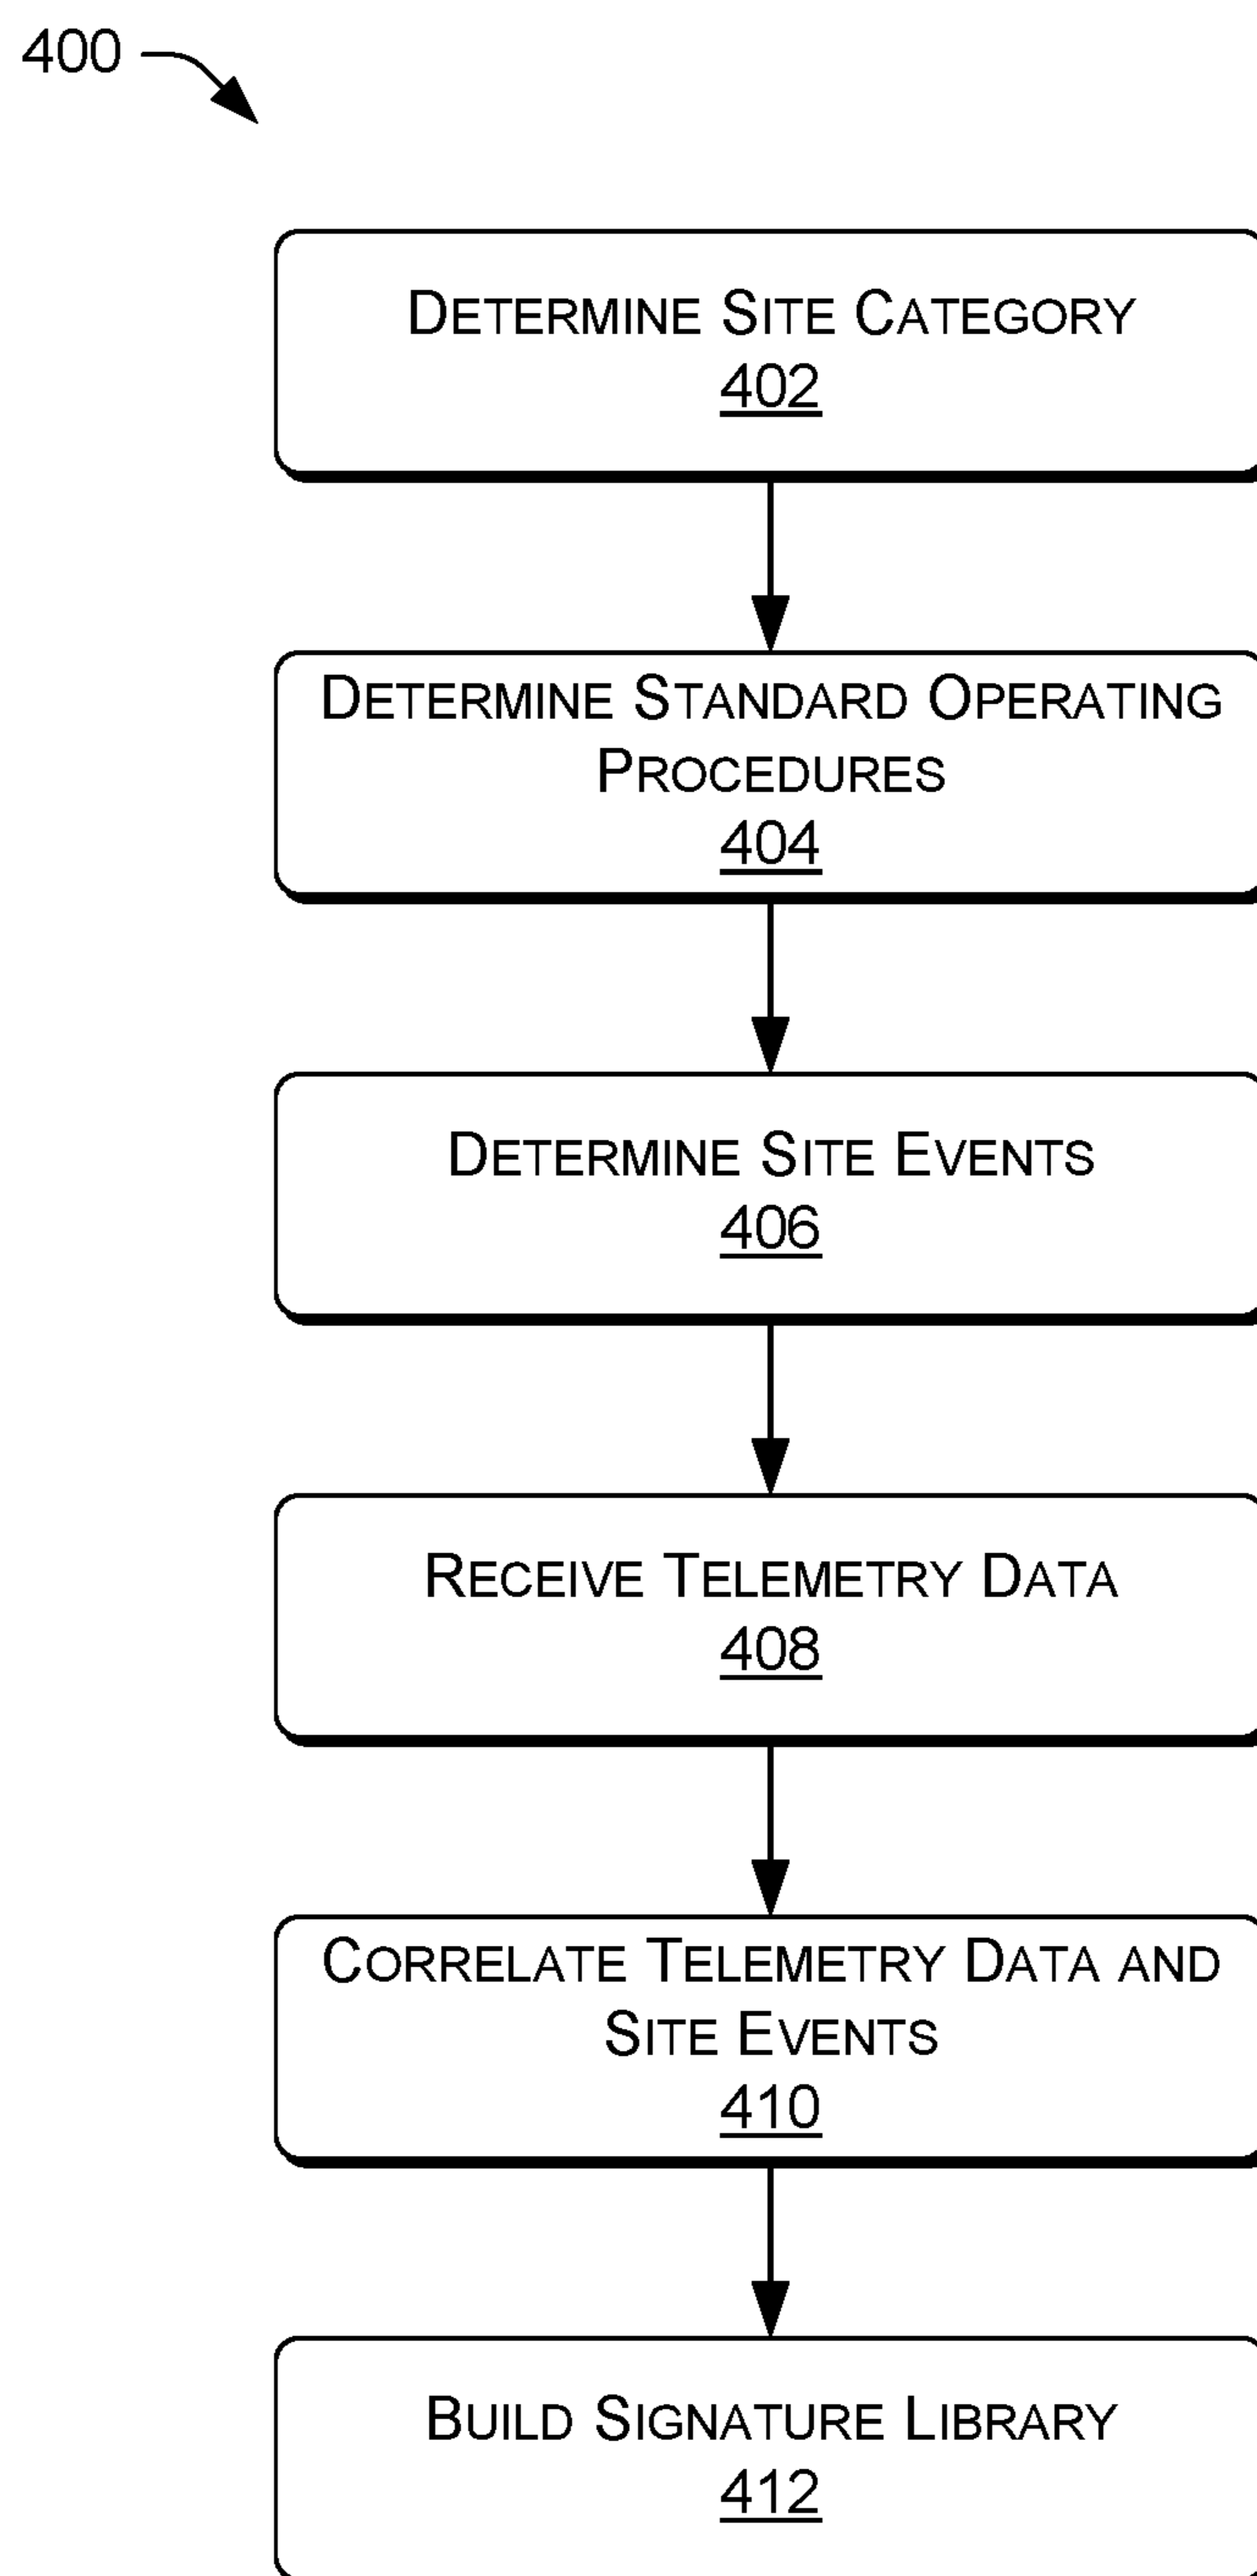 400
DETERMINE SITE CATEGORY
402
DETERMINE STANDARD OPERATING
PROCEDURES
404
DETERMINE SITE EVENTS
406
RECEIVE TELEMETRY DATA
408
CORRELATE TELEMETRY DATA AND
SITE EVENTS
410
BUILD SIGNATURE LIBRARY
412